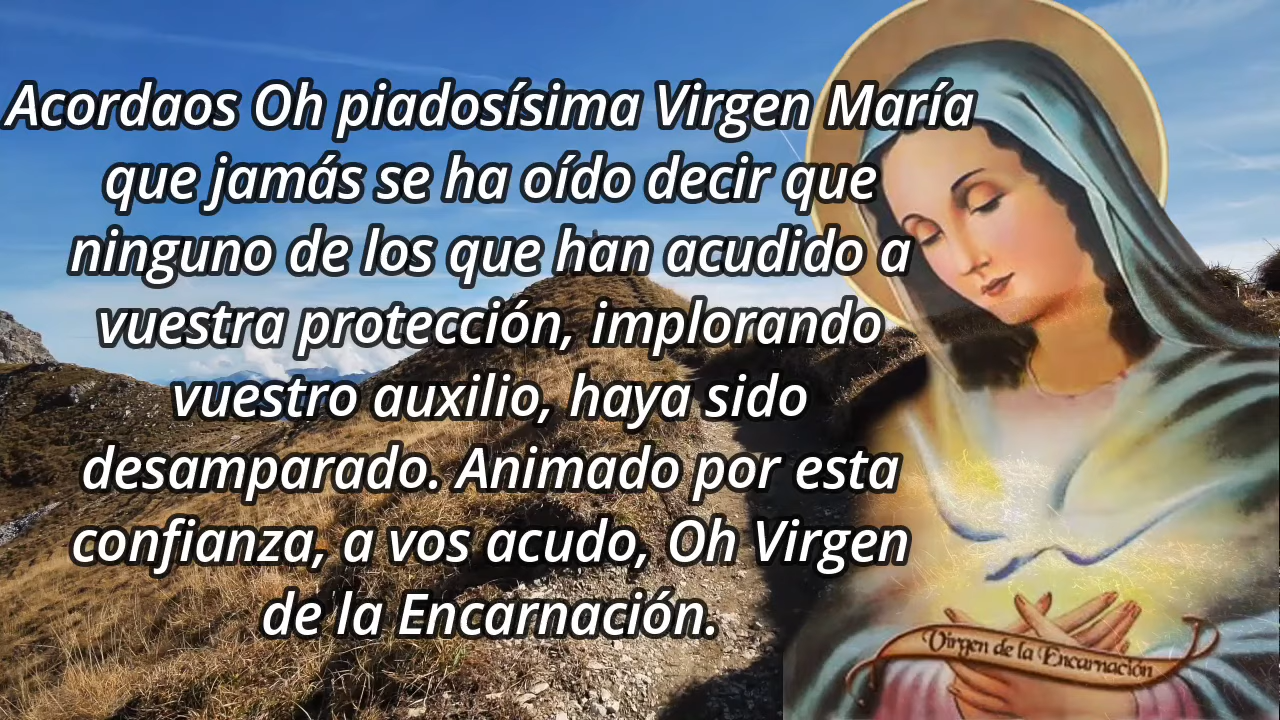 Acordaos Oh piadosísima Virgen María
que jamás se ha oído decir que
ninguno de los que han acudido a
vuestra protección, implorando
vuestro auxilio, haya sido
desamparado. Animado por esta
confianza, a vos acudo, Oh Virgen
de la Encarnación.
Virgen de la Encarnación